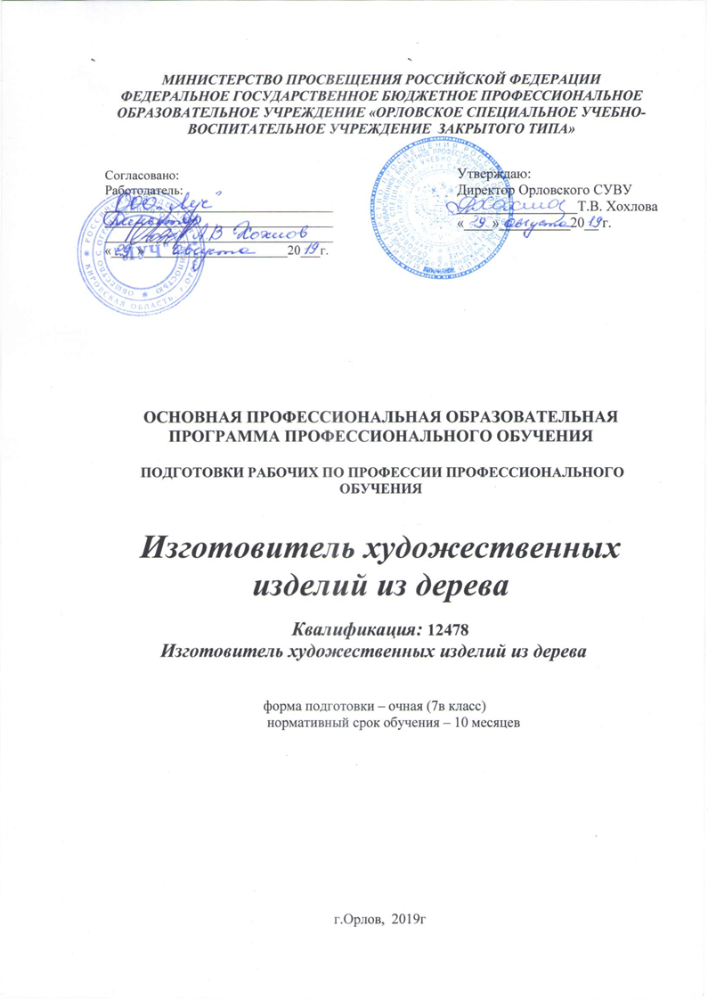 МИНИСТЕРСТВО ПРОСВЕЩЕНИЯ РОССИЙСКОЙ ФЕДЕРАЦИИ
ФЕДЕРАЛЬНОЕ ГОСУДАРСТВЕННОЕ БЮДЖЕТНОЕ ПРОФЕССИОНАЛЬНОЕ
ОБРАЗОВАТЕЛЬНОЕ УЧРЕЖДЕНИЕ «ОРЛОВСКОЕ СПЕЦИАЛЬНОЕ УЧЕБНО-
ВОСПИТАТЕЛЬНОЕ УЧРЕЖДЕНИЕ ЗАКРЫТОГО ТИПА»
Согласовано:
Работодатель:
ООО „Луч"
Директор
А.В Хохлов
«29» августа 2019г.
Утверждаю:
Директор Орловского СУВУ
Т.В. Хохлова
«29» августа 2019г.
ЛУЧ
КИРОВСКАЯ ОБЛАСТЬ, г.
ОСНОВНАЯ ПРОФЕССИОНАЛЬНАЯ ОБРАЗОВАТЕЛЬНАЯ
ПРОГРАММА ПРОФЕССИОНАЛЬНОГО ОБУЧЕНИЯ
ПОДГОТОВКИ РАБОЧИХ ПО ПРОФЕССИИ ПРОФЕССИОНАЛЬНОГО
ОБУЧЕНИЯ
Изготовитель художественных
изделий из дерева
Квалификация: 12478
Изготовитель художественных изделий из дерева
форма подготовки – очная (7в класс)
нормативный срок обучения – 10 месяцев
г.Орлов, 2019г